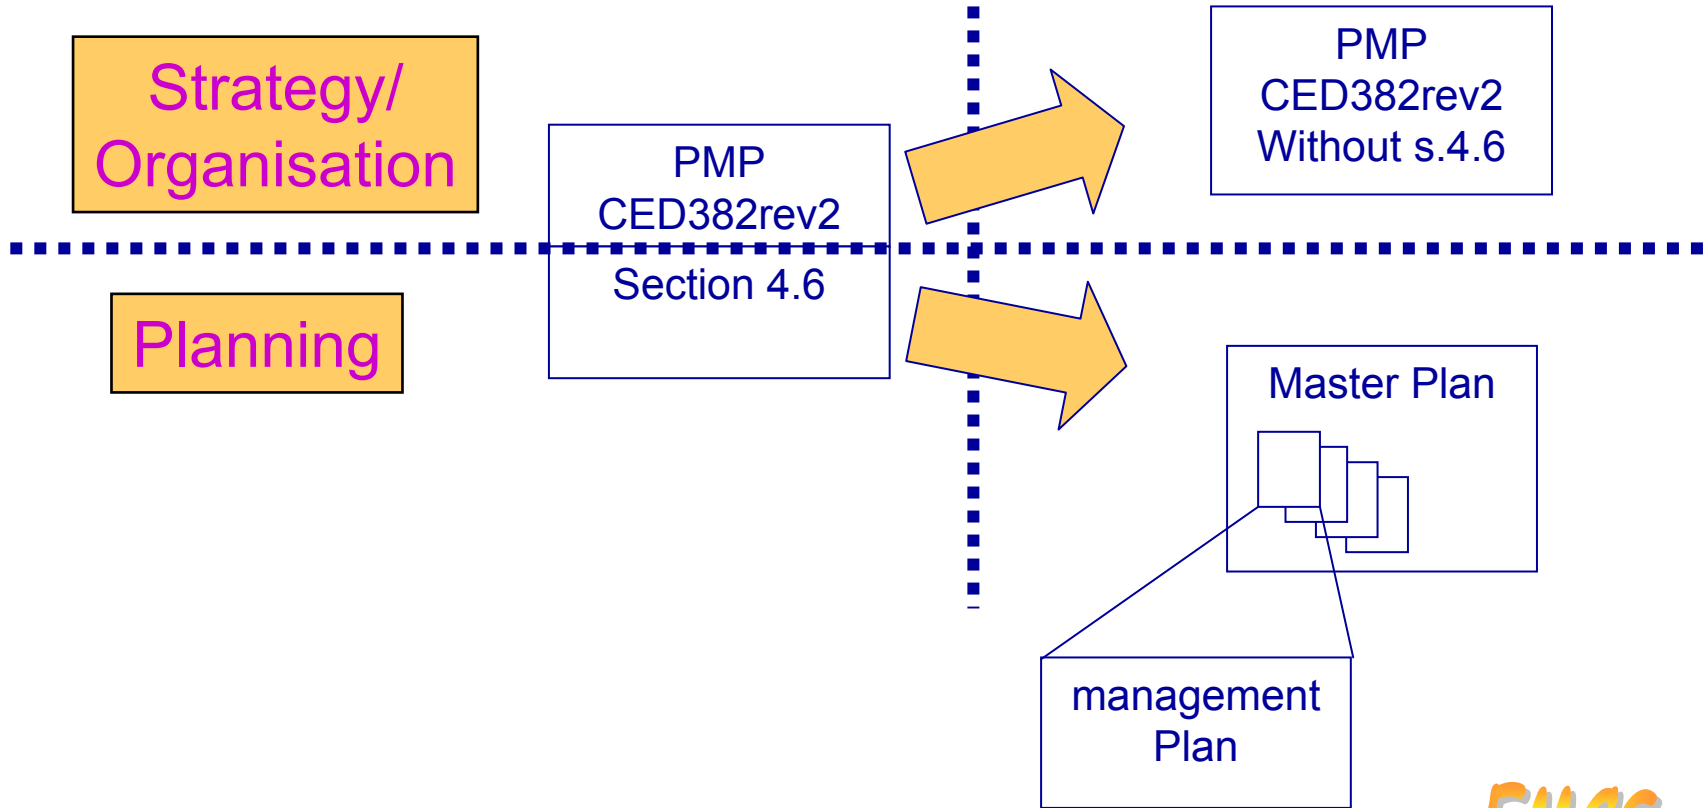 Strategy/
Organisation
PMP
CED382rev2
Section 4.6
PMP
CED382rev2
Without s.4.6
Planning
Master Plan
management
Plan